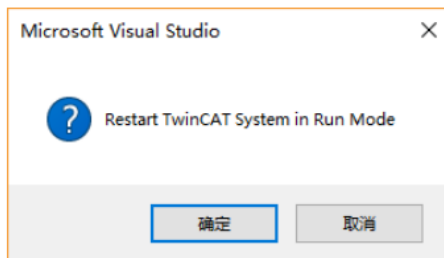 Microsoft Visual Studio
Restart TwinCAT System in Run Mode
确定
取消